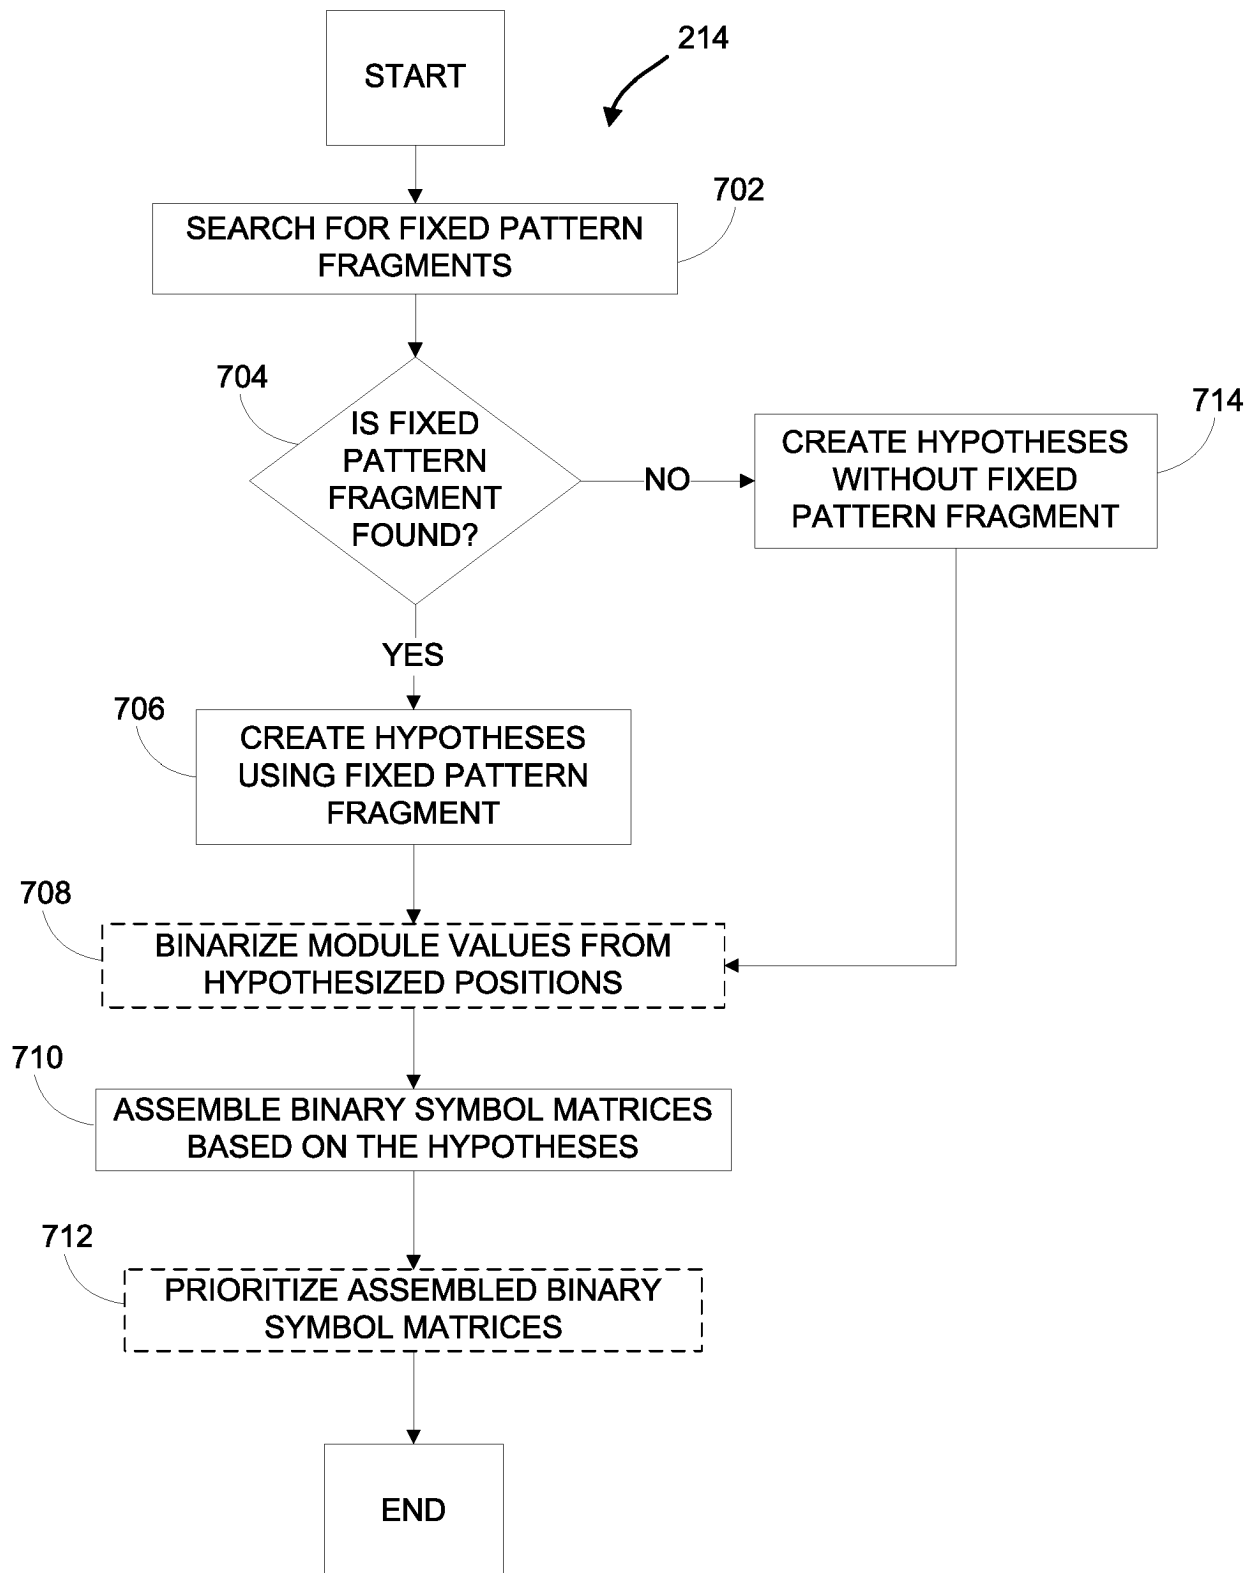 START
214
702
SEARCH FOR FIXED PATTERN
FRAGMENTS
704
IS FIXED
PATTERN
FRAGMENT
FOUND?
NO
714
CREATE HYPOTHESES
WITHOUT FIXED
PATTERN FRAGMENT
YES
706
CREATE HYPOTHESES
USING FIXED PATTERN
FRAGMENT
708
BINARIZE MODULE VALUES FROM
HYPOTHESIZED POSITIONS
710
ASSEMBLE BINARY SYMBOL MATRICES
BASED ON THE HYPOTHESES
712
PRIORITIZE ASSEMBLED BINARY
SYMBOL MATRICES
END